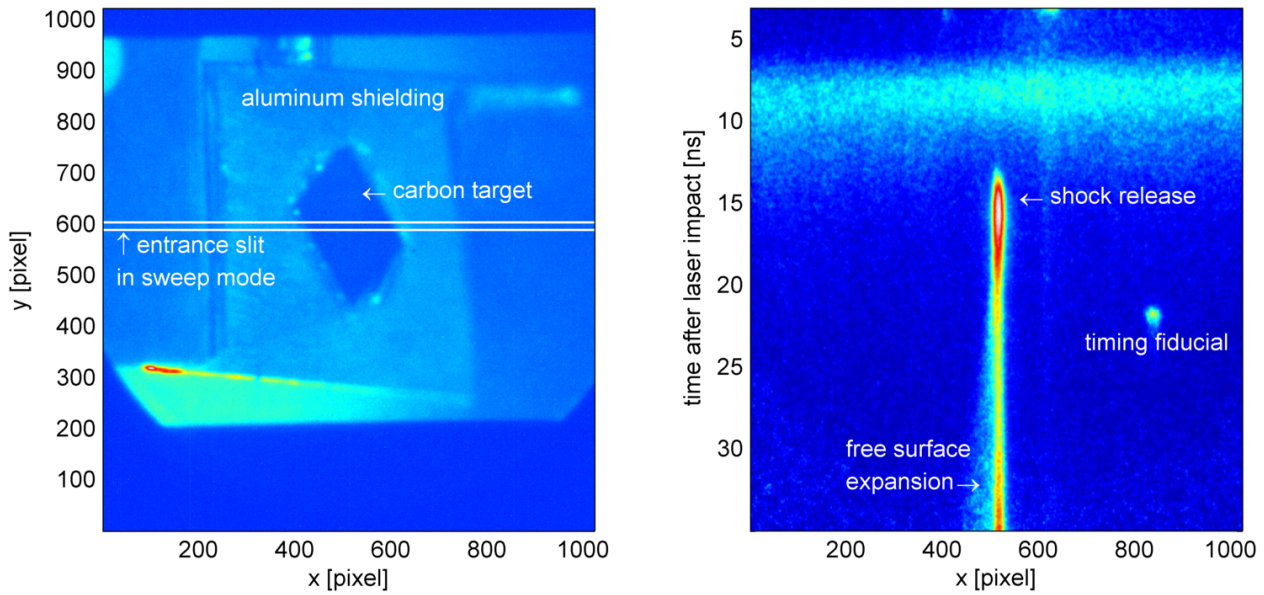 1000
900
aluminum shielding
800
700
← carbon target
600
↑ entrance slit
in sweep mode
500
400
300
200
100
y [pixel]
200 400 600 800 1000
x [pixel]
5
10
15
← shock release
20
timing fiducial
25
30
free surface
expansion→
time after laser impact [ns]
200 400 600 800 1000
x [pixel]